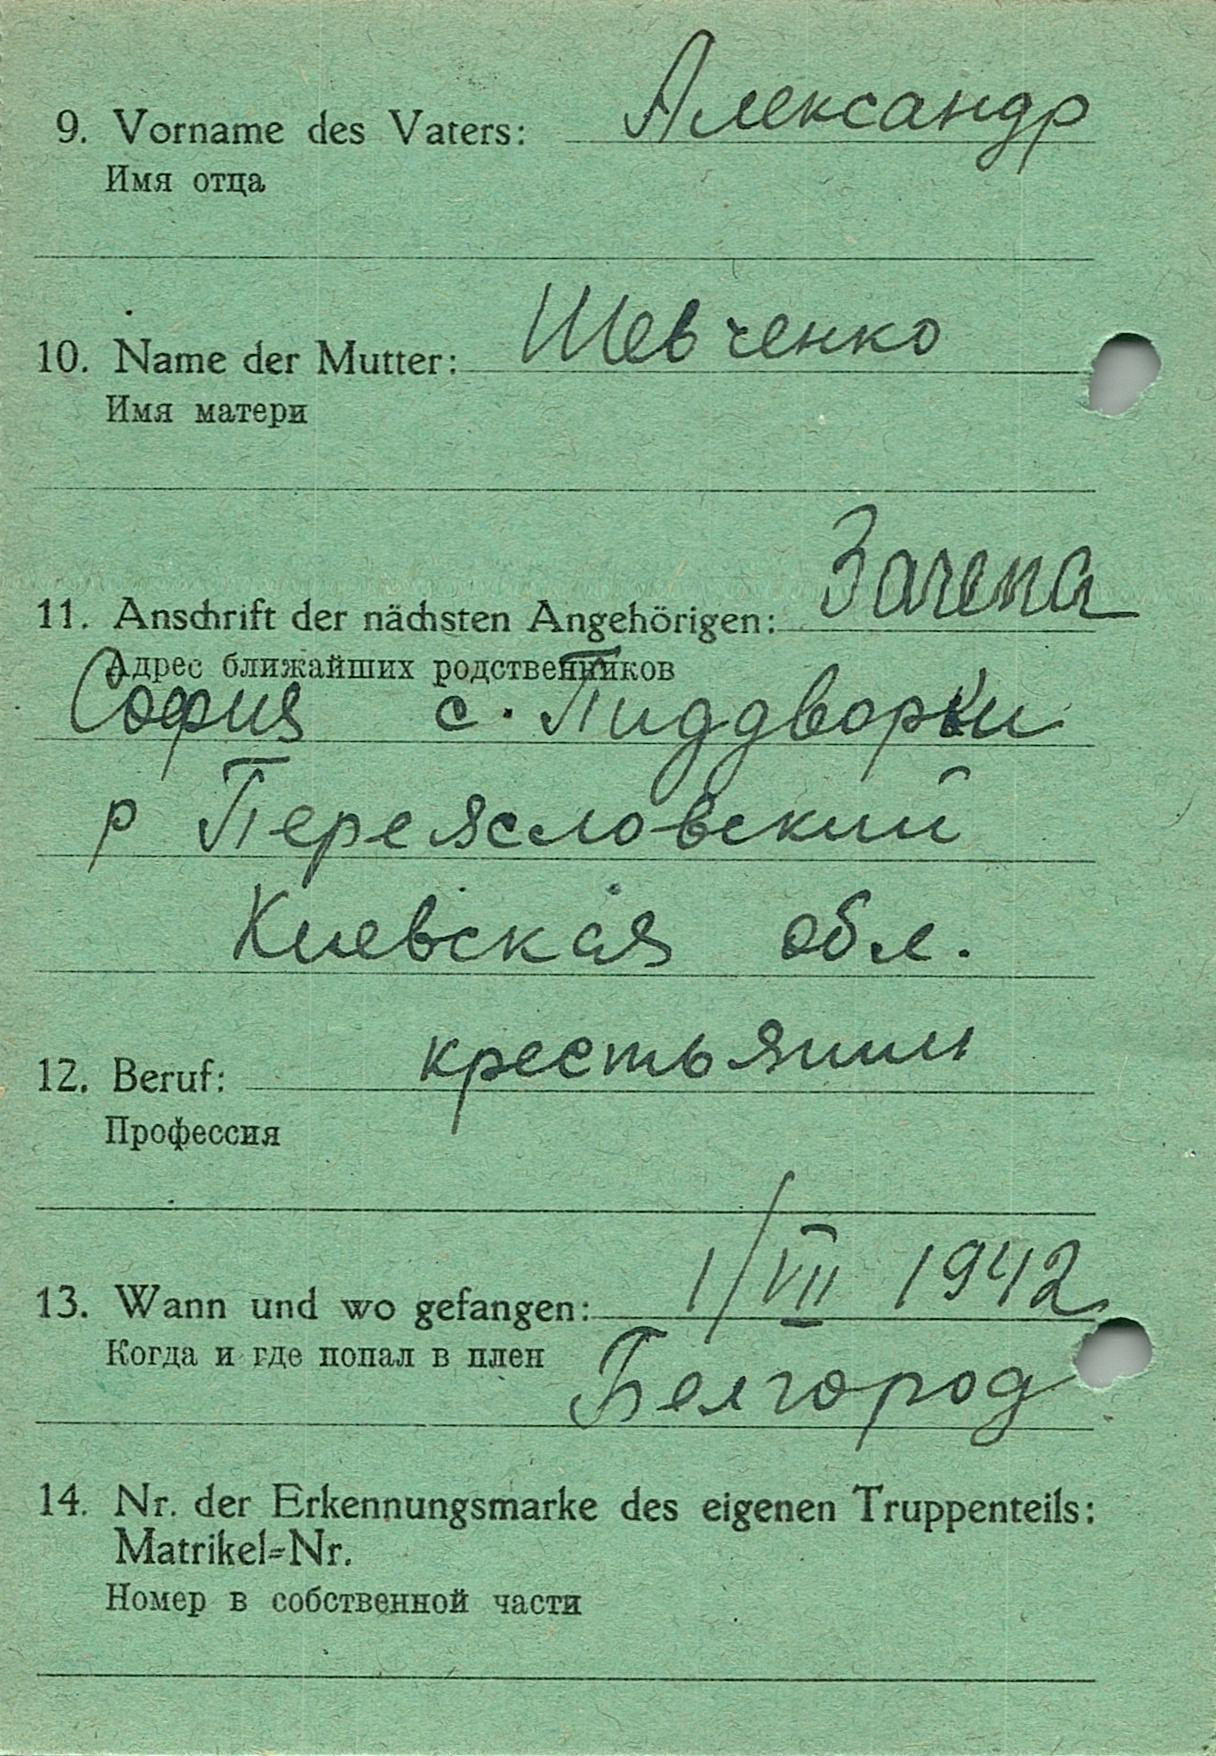 9. Vorname des Vaters: Александр
Имя отца
10. Name der Mutter: Шевченко
Имя матери
11. Anschrift der nächsten Angehörigen: Зачепа
Адрес ближайших родственников
София с. Пиддворки
р Переясловский
Киевская обл.
12. Beruf: крестьянин
Профессия
13. Wann und wo gefangen: 1/VII 1942
Когда и где попал в плен
Белгород
14. Nr. der Erkennungsmarke des eigenen Truppenteils:
Matrikel-Nr.
Номер в собственной части